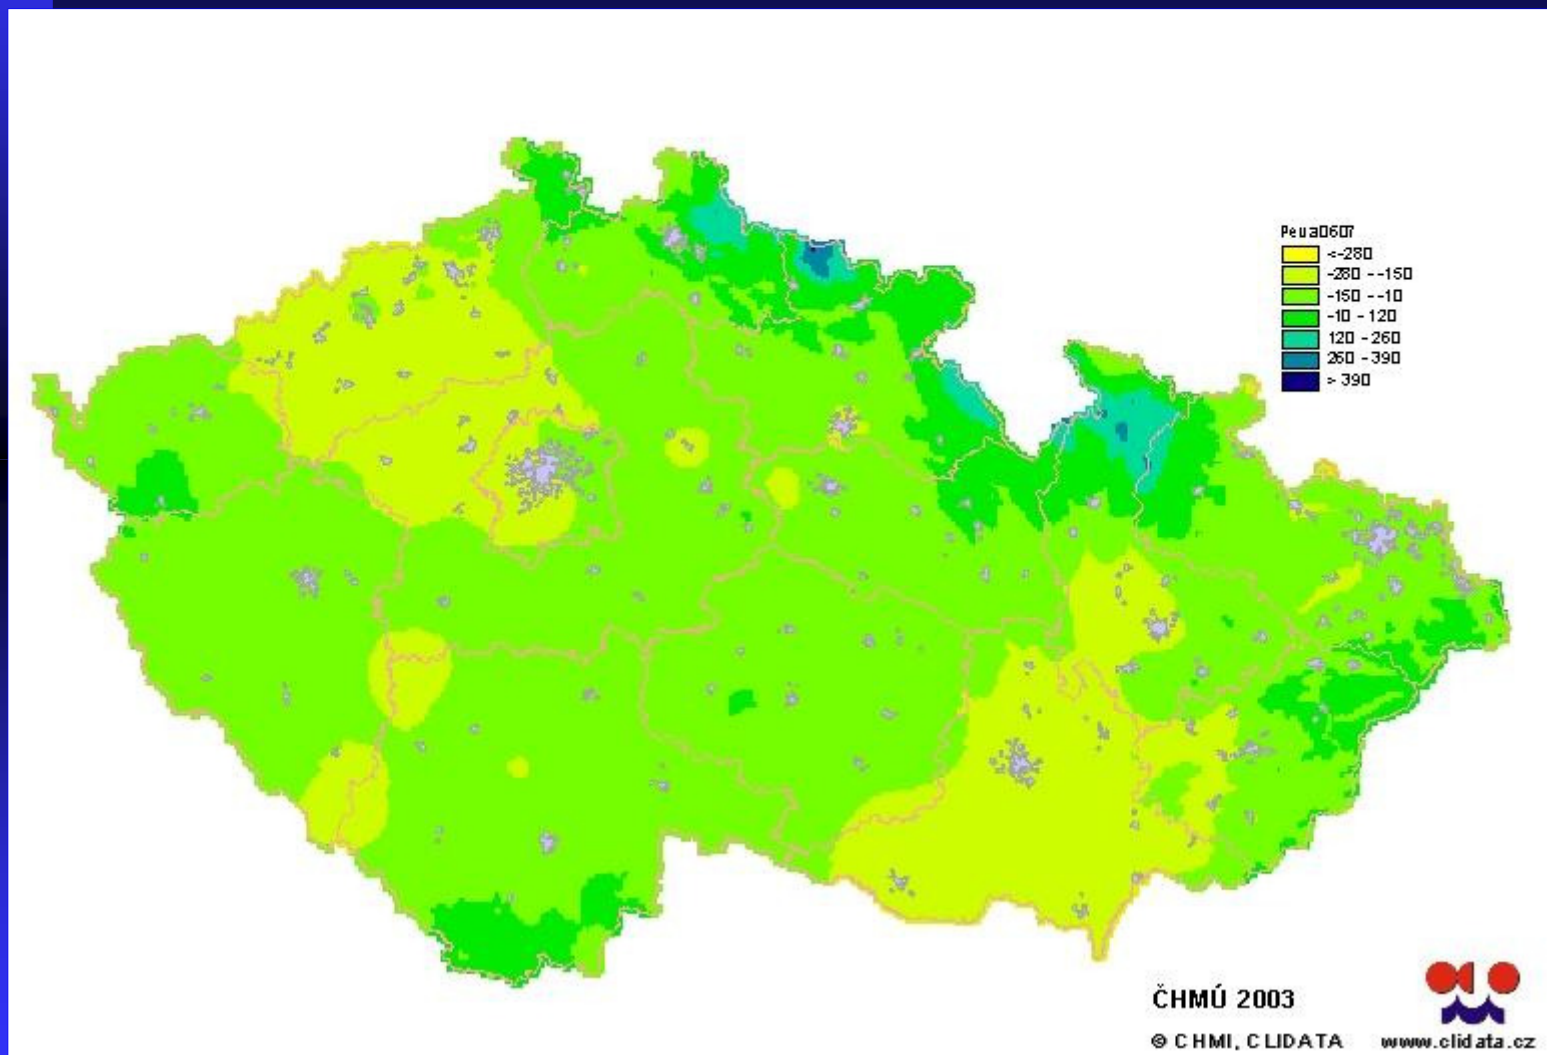 Peua0607
<-280
-280 --150
-150 --10
-10 - 120
120 - 260
260 - 390
> 390
ČHMÚ 2003
© CHMI, CLIDATA
www.clidata.cz